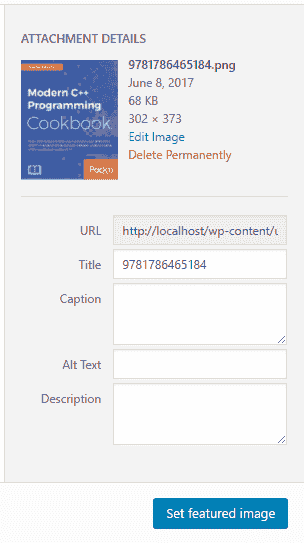 ATTACHMENT DETAILS
Modern C++
Programming
Cookbook
Packt
9781786465184.png
June 8, 2017
68 KB
302 × 373
Edit Image
Delete Permanently
URL http://localhost/wp-content/u
Title 9781786465184
Caption
Alt Text
Description
Set featured image